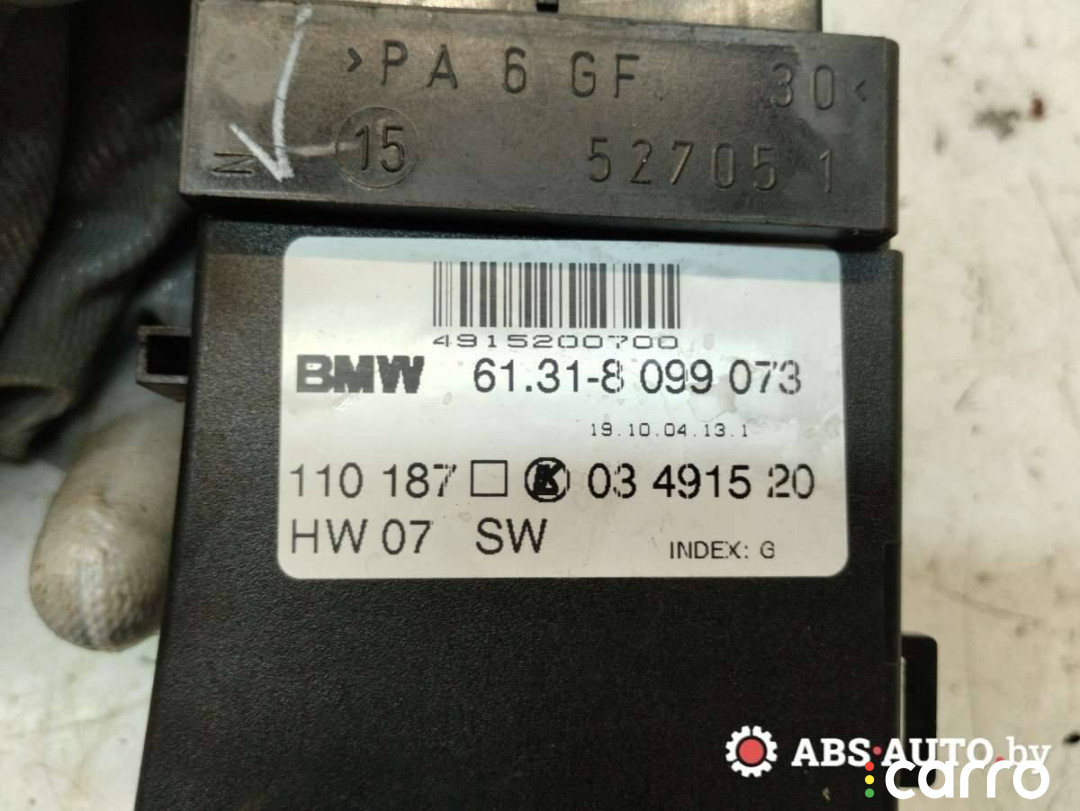 >PA 6 GF 30<
15 52705 1
4915200700
BMW 61.31-8 099 073
19.10.04.13.1
110 187 □ K 03 4915 20
HW 07 SW
INDEX: G
ABS-AUTO.by
carro